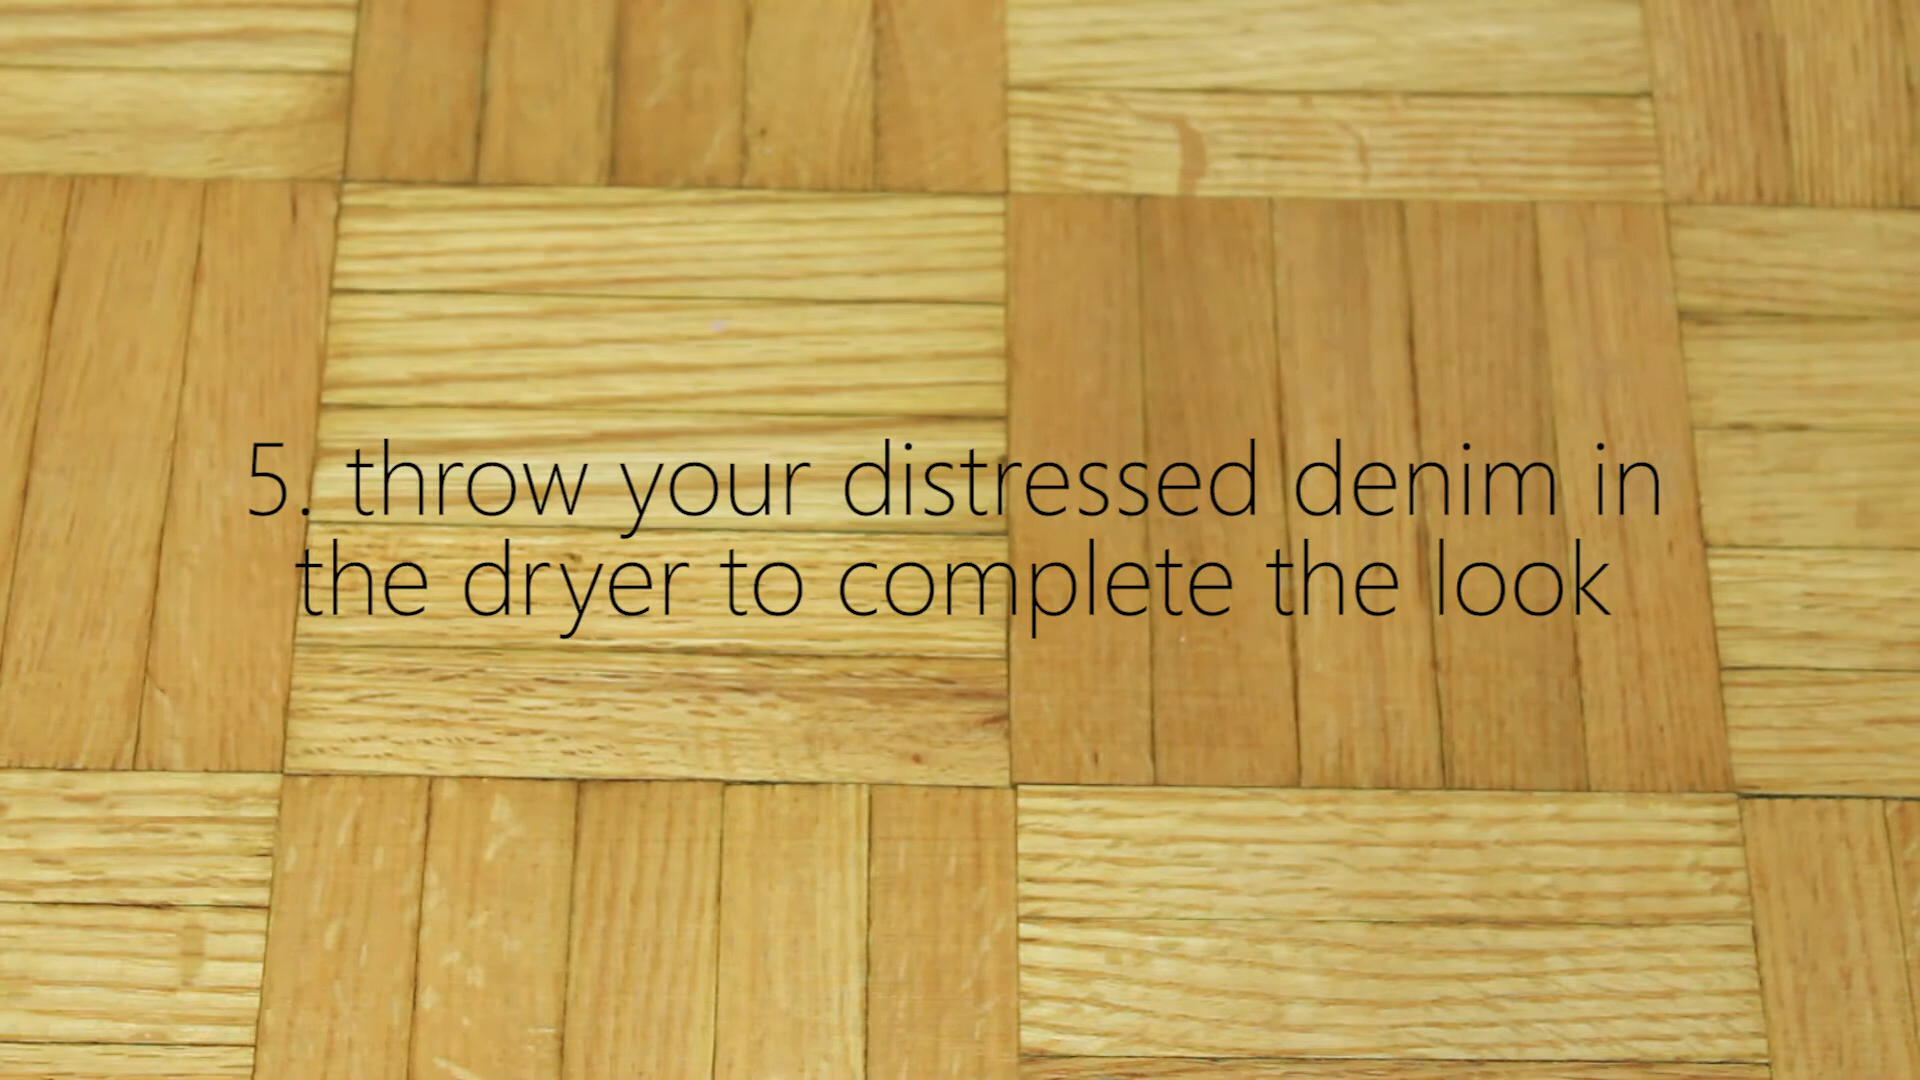 5. throw your distressed denim in
the dryer to complete the look